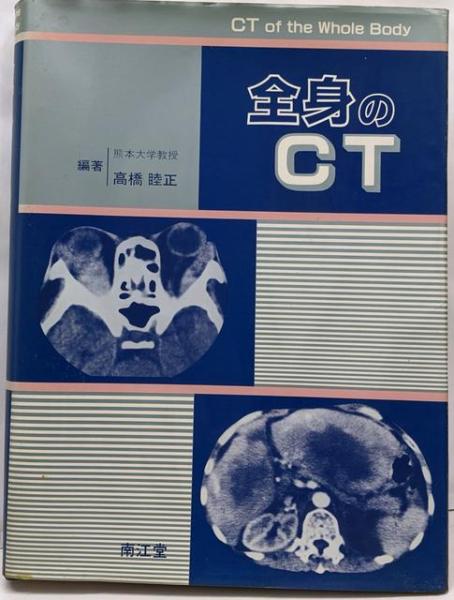 CT of the Whole Body
全身の
CT
編著
熊本大学教授
高橋 睦正
南江堂